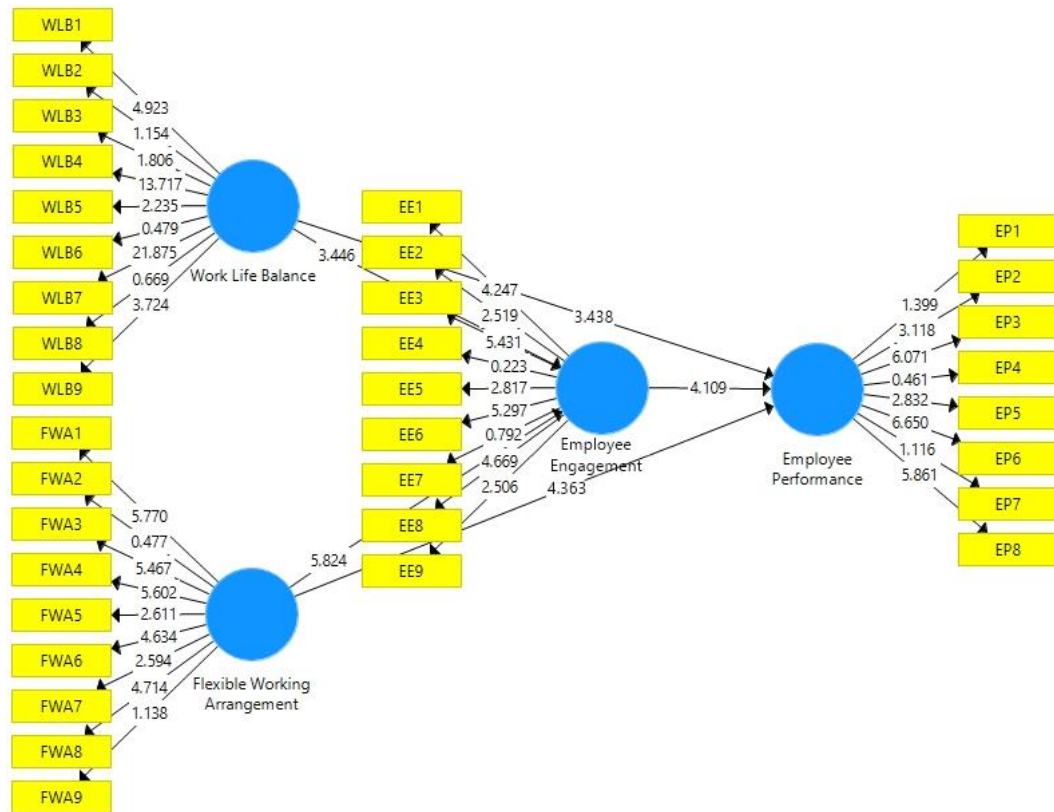 WLB1
WLB2
WLB3
WLB4
WLB5
WLB6
WLB7
WLB8
WLB9
4.923
1.154
1.806
13.717
2.235
0.479
21.875
0.669
3.724
Work Life Balance
FWA1
FWA2
FWA3
FWA4
FWA5
FWA6
FWA7
FWA8
FWA9
5.770
0.477
5.467
5.602
2.611
4.634
2.594
4.714
1.138
Flexible Working
Arrangement
3.446
5.824
EE1
EE2
EE3
EE4
EE5
EE6
EE7
EE8
EE9
4.247
2.519
5.431
0.223
2.817
5.297
0.792
4.669
2.506
Employee
Engagement
3.438
4.109
4.363
Employee
Performance
1.399
3.118
6.071
0.461
2.832
6.650
1.116
5.861
EP1
EP2
EP3
EP4
EP5
EP6
EP7
EP8